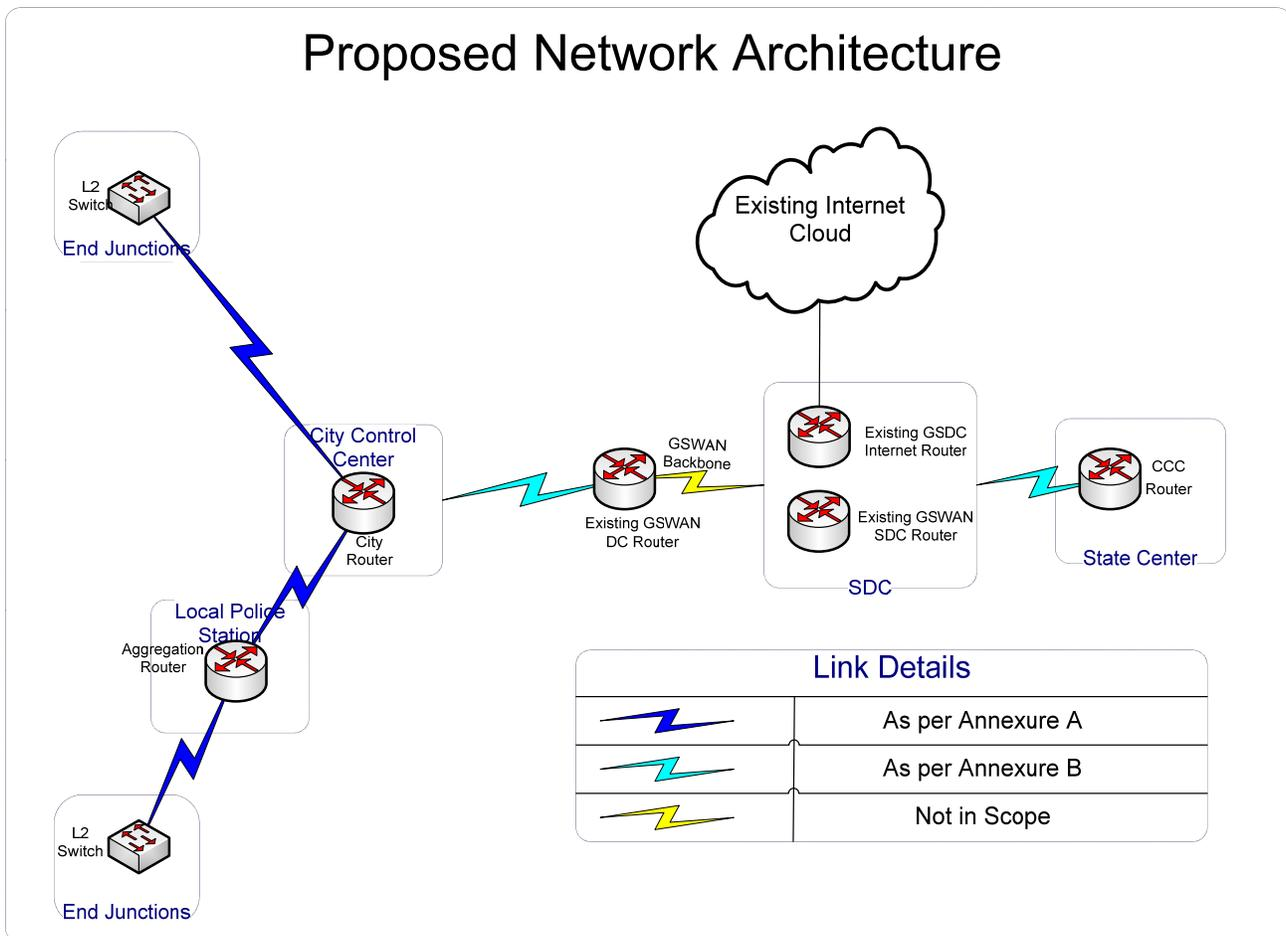 Proposed Network Architecture
L2
Switch
End Junctions
Existing Internet
Cloud
City Control
Center
City
Router
GSWAN
Backbone
Existing GSWAN
DC Router
Existing GSDC
Internet Router
Existing GSWAN
SDC Router
SDC
CCC
Router
State Center
Local Police
Station
Aggregation
Router
L2
Switch
End Junctions
Link Details
As per Annexure A
As per Annexure B
Not in Scope